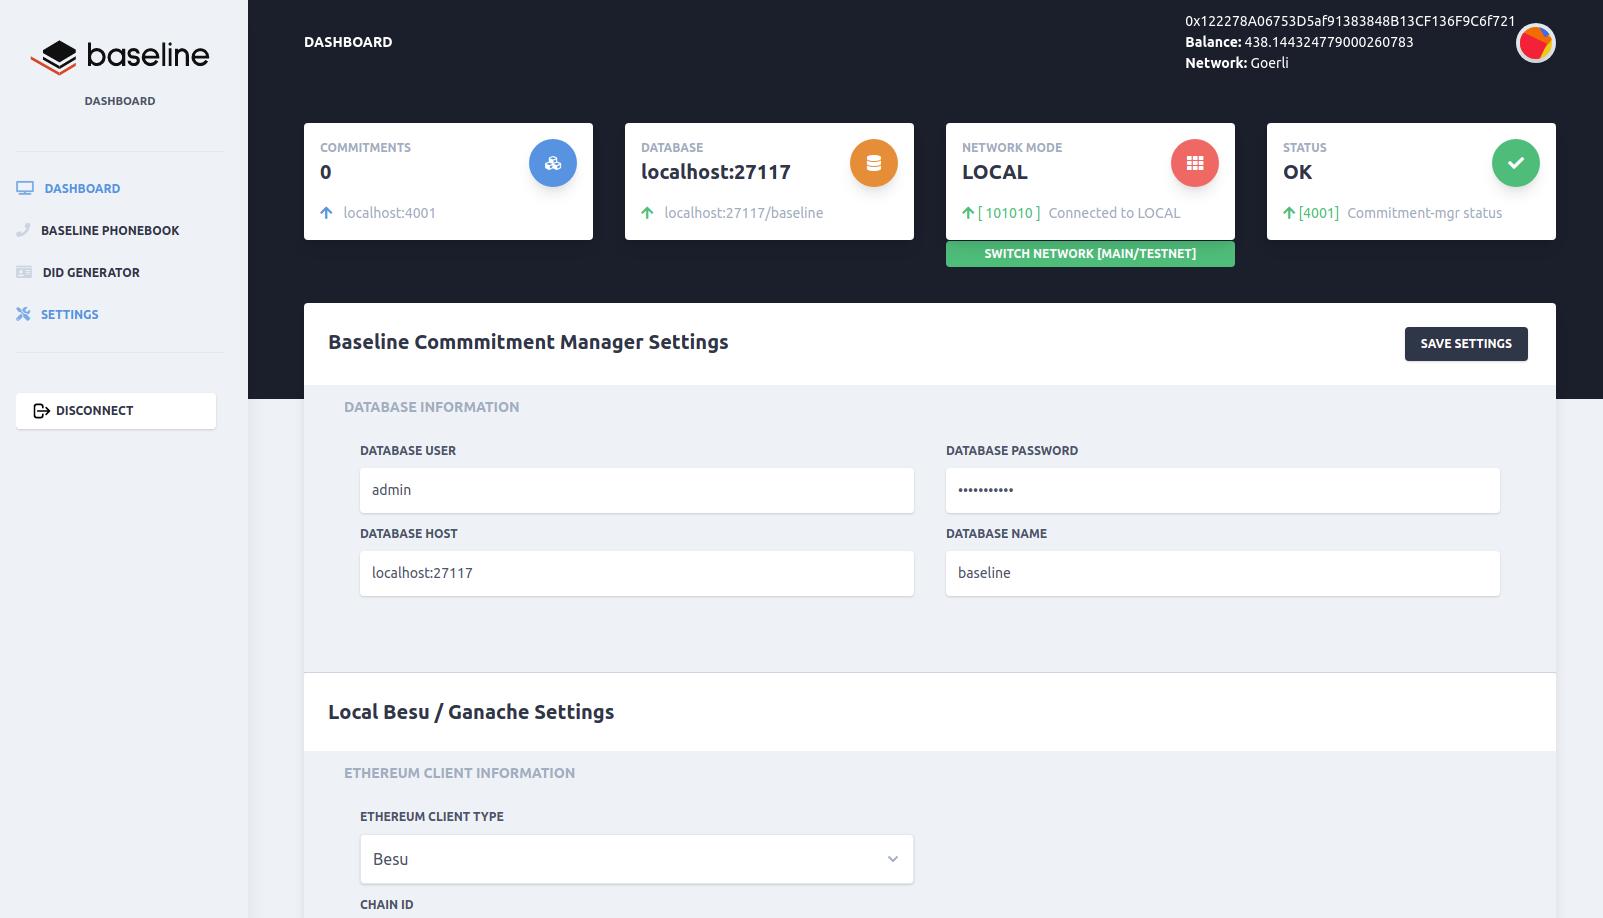 baseline
DASHBOARD
DASHBOARD
BASELINE PHONEBOOK
DID GENERATOR
SETTINGS
DISCONNECT
DASHBOARD
0x122278A06753D5af91383848B13CF136F9C6f721
Balance: 438.144324779000260783
Network: Goerli
COMMITMENTS
0
localhost:4001
DATABASE
localhost:27117
localhost:27117/baseline
NETWORK MODE
LOCAL
[ 101010 ] Connected to LOCAL
SWITCH NETWORK [MAIN/TESTNET]
STATUS
OK
[4001] Commitment-mgr status
Baseline Commmitment Manager Settings
SAVE SETTINGS
DATABASE INFORMATION
DATABASE USER
admin
DATABASE PASSWORD
•••••••••••
DATABASE HOST
localhost:27117
DATABASE NAME
baseline
Local Besu / Ganache Settings
ETHEREUM CLIENT INFORMATION
ETHEREUM CLIENT TYPE
Besu
CHAIN ID